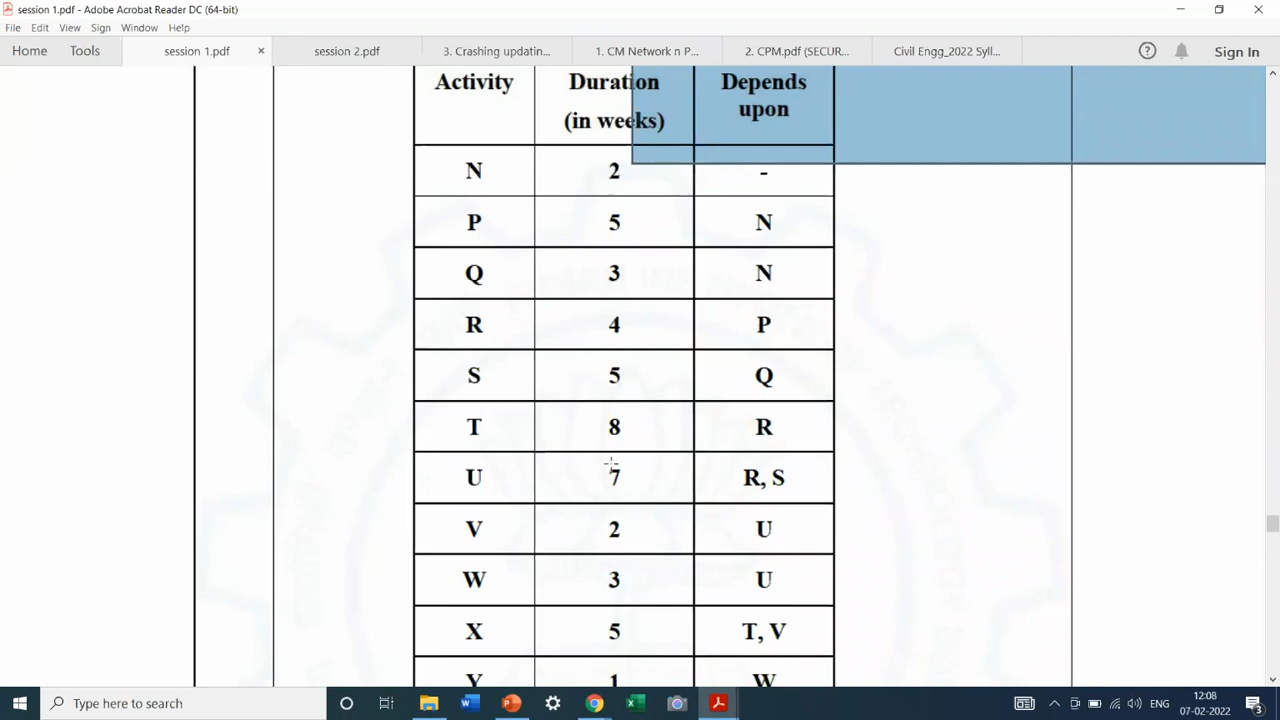 session 1.pdf - Adobe Acrobat Reader DC (64-bit)
File Edit View Sign Window Help
Home Tools session 1.pdf × session 2.pdf 3. Crashing updatin... 1. CM Network n P... 2. CPM.pdf (SECUR... Civil Engg_2022 Syll... Sign In
Activity Duration (in weeks) Depends upon
N 2 -
P 5 N
Q 3 N
R 4 P
S 5 Q
T 8 R
U 7 R, S
V 2 U
W 3 U
X 5 T, V
Y 1 W
Type here to search
ENG
12:08
07-02-2022
3